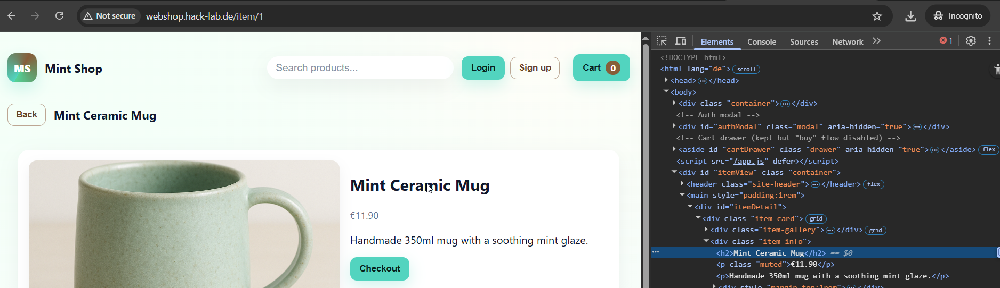 Not secure webshop.hack-lab.de/item/1 Incognito
MS Mint Shop Search products... Login Sign up Cart 0
Back Mint Ceramic Mug
Mint Ceramic Mug
€11.90
Handmade 350ml mug with a soothing mint glaze.
Checkout
Elements Console Sources Network 1
<!DOCTYPE html>
<html lang="de"> scroll
<head> ... </head>
<body>
<div class="container"> ... </div>
<!-- Auth modal -->
<div id="authModal" class="modal" aria-hidden="true"> ... </div>
<!-- Cart drawer (kept but "buy" flow disabled) -->
<aside id="cartDrawer" class="drawer" aria-hidden="true"> ... </aside> flex
<script src="/app.js" defer></script>
<div id="itemView" class="container">
<header class="site-header"> ... </header> flex
<main style="padding:1rem">
<div id="itemDetail">
<div class="item-card"> grid
<div class="item-gallery"> ... </div> grid
<div class="item-info">
... <h2>Mint Ceramic Mug</h2> == $0
<p class="muted">€11.90</p>
<p>Handmade 350ml mug with a soothing mint glaze.</p>
<div style="margin-top:1rem"> ... </div>